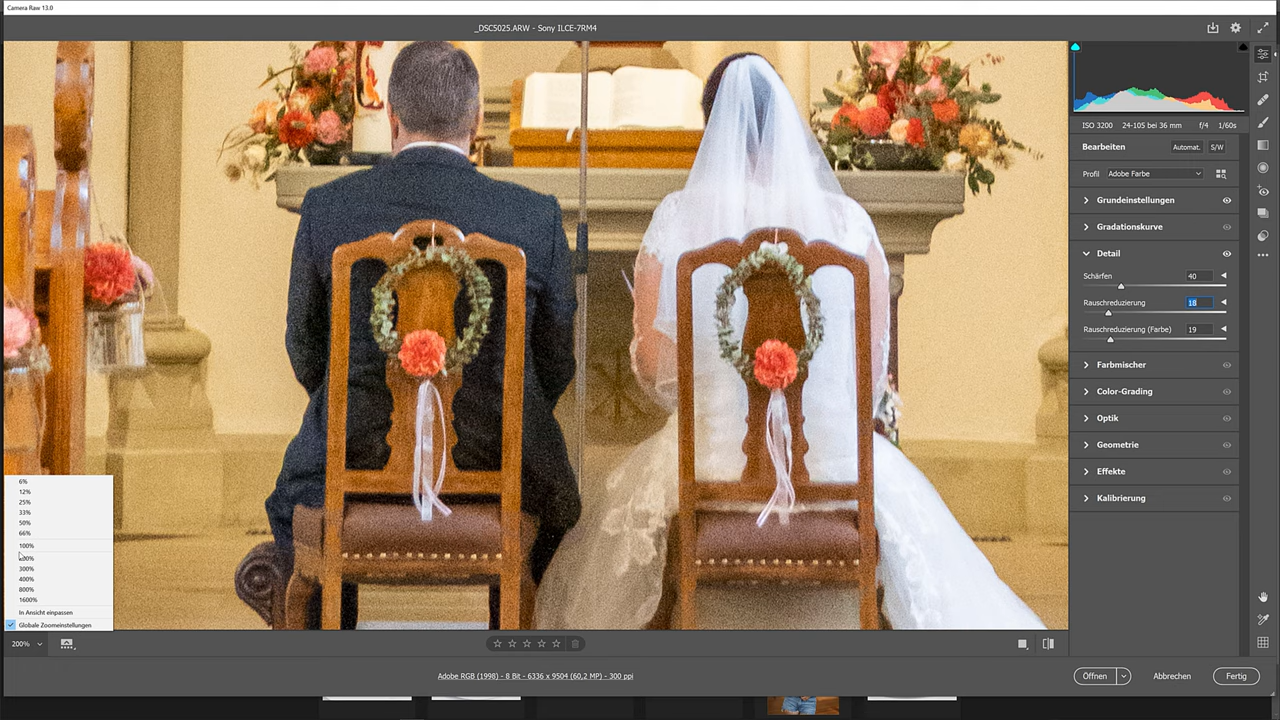 Camera Raw 13.0
_DSC5025.ARW - Sony ILCE-7RM4
ISO 3200 24-105 bei 36 mm f/4 1/60s
Bearbeiten Automat. S/W
Profil Adobe Farbe
Grundeinstellungen
Gradationskurve
Detail
Schärfen 40
Rauschreduzierung 18
Rauschreduzierung (Farbe) 19
Farbmischer
Color-Grading
Optik
Geometrie
Effekte
Kalibrierung
6%
12%
25%
33%
50%
66%
100%
300%
400%
800%
1600%
In Ansicht einpassen
Globale Zoomeinstellungen
200%
Adobe RGB (1998) - 8 Bit - 6336 x 9504 (60,2 MP) - 300 ppi
Öffnen Abbrechen Fertig